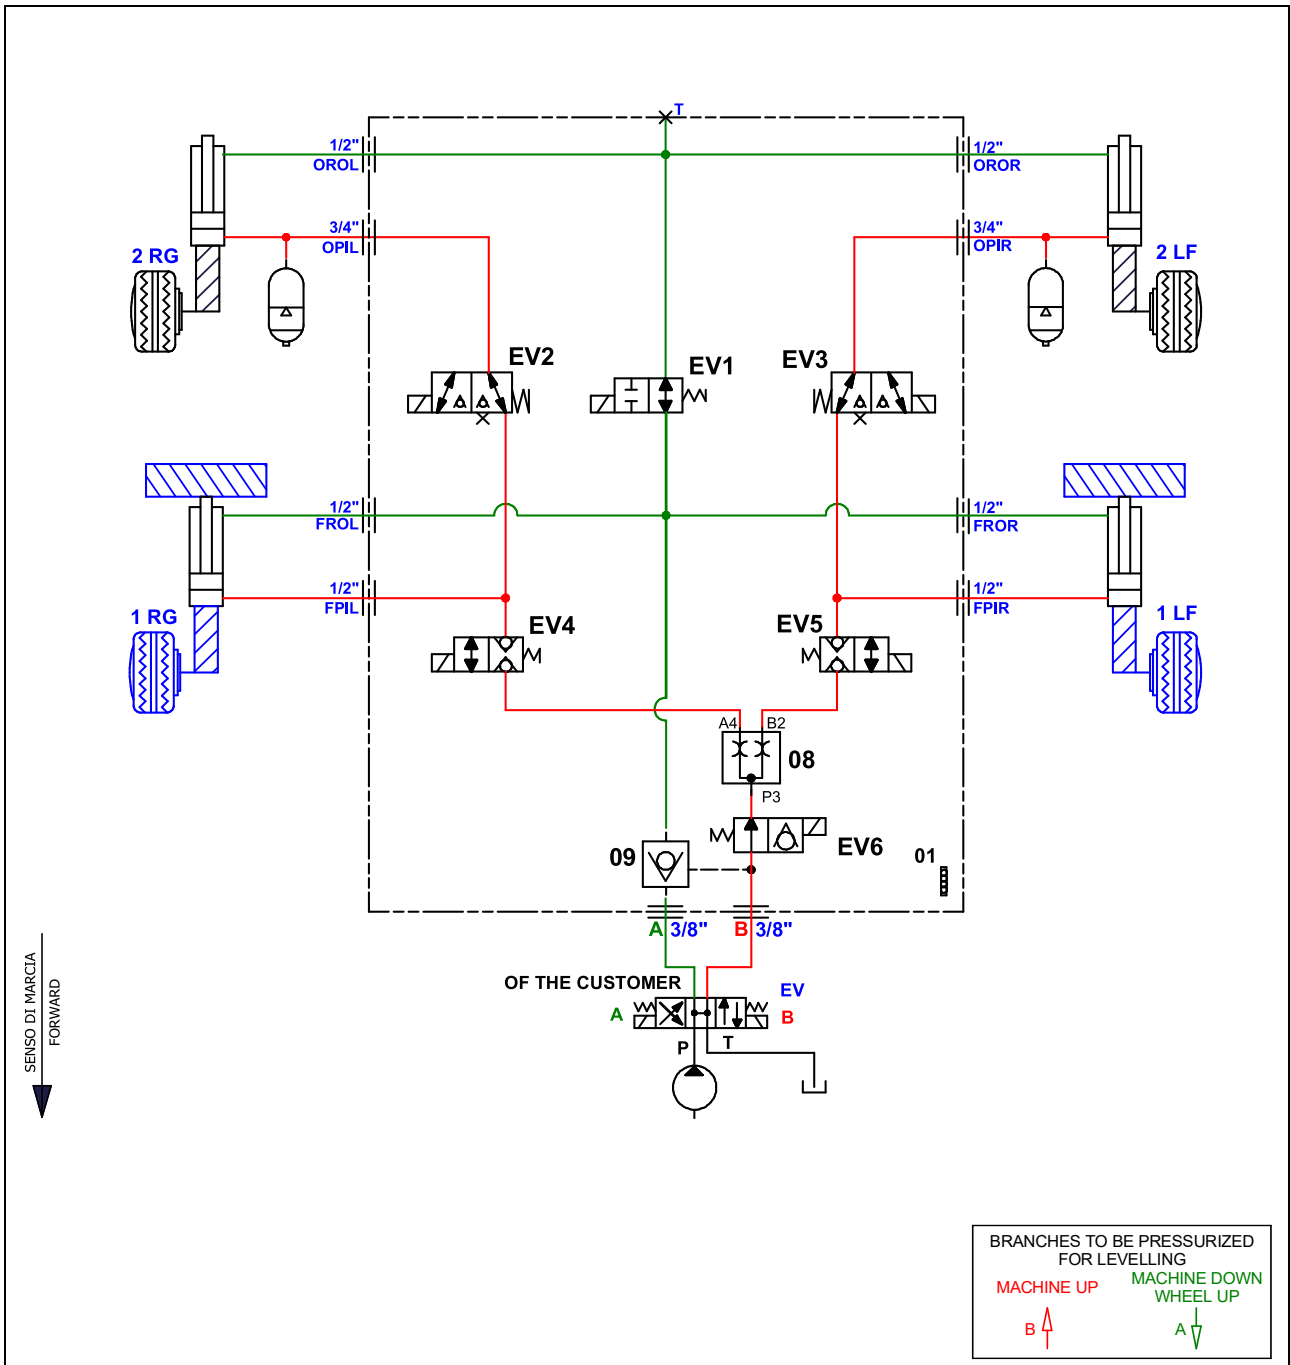 T
1/2"
OROL
1/2"
OROR
3/4"
OPIL
3/4"
OPIR
2 RG
2 LF
EV2
EV1
EV3
1/2"
FROL
1/2"
FROR
1/2"
FPIL
1/2"
FPIR
1 RG
1 LF
EV4
EV5
A4
B2
08
P3
EV6
09
01
A 3/8"
B 3/8"
OF THE CUSTOMER
EV
A
B
P
T
SENSO DI MARCIA
FORWARD
BRANCHES TO BE PRESSURIZED
FOR LEVELLING
MACHINE UP
MACHINE DOWN
WHEEL UP
B
A